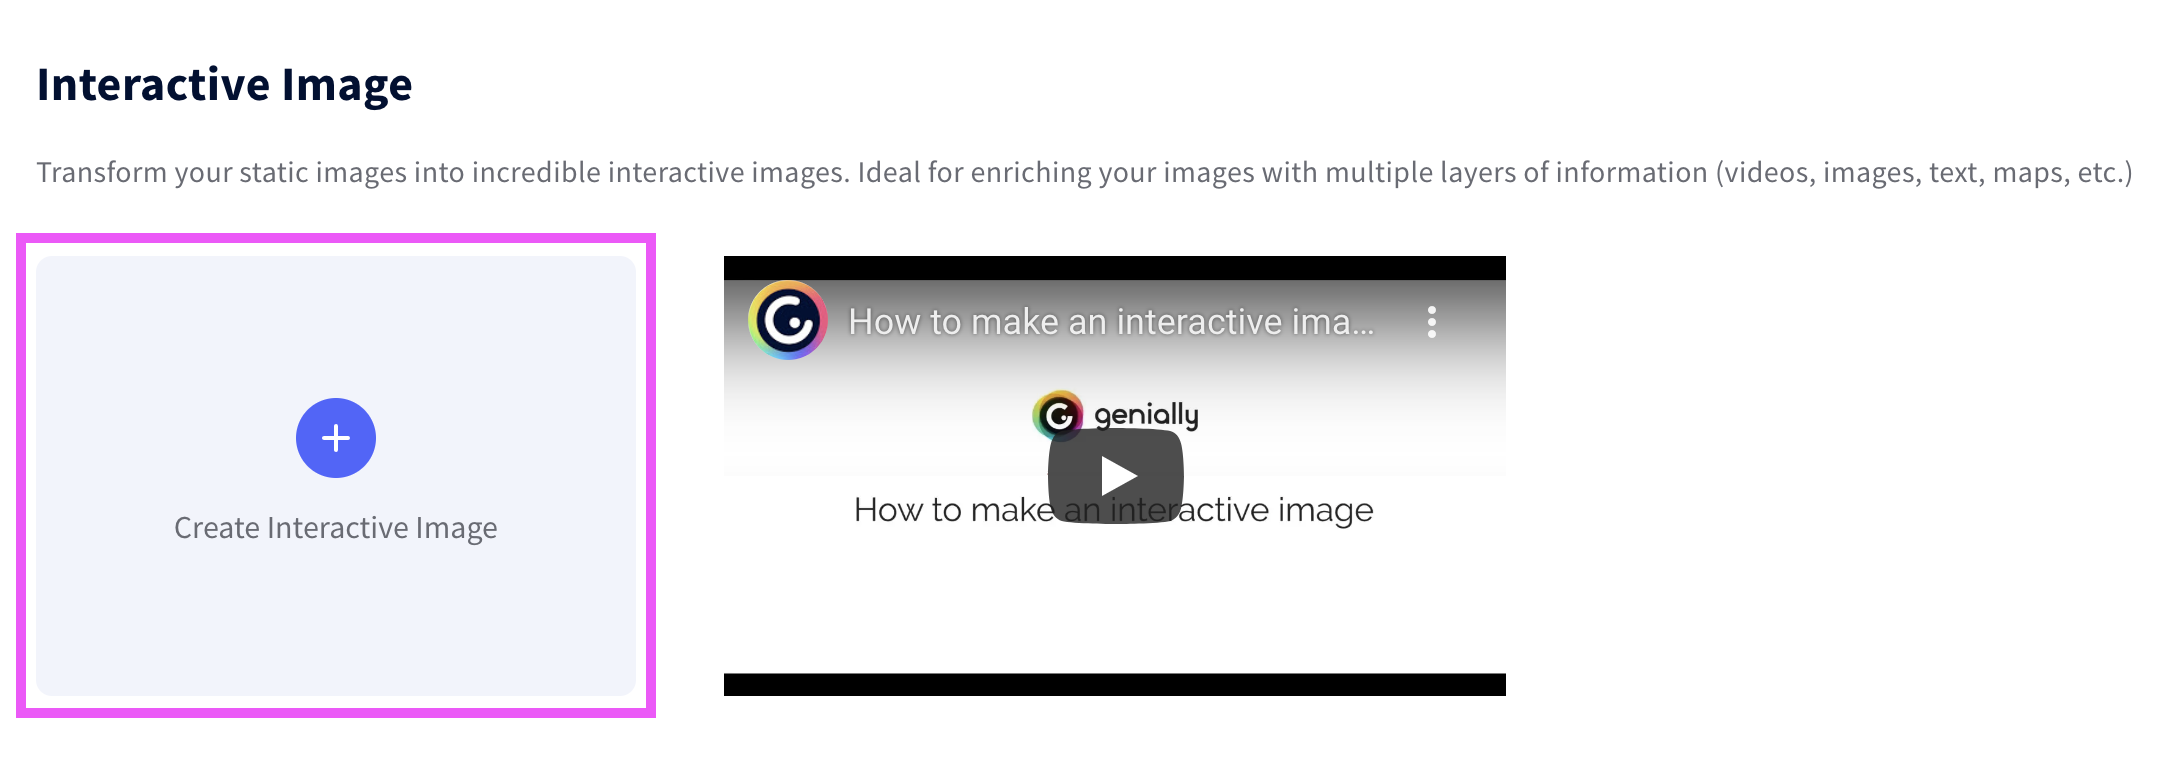 Interactive Image
Transform your static images into incredible interactive images. Ideal for enriching your images with multiple layers of information (videos, images, text, maps, etc.)
Create Interactive Image
How to make an interactive ima...
genially
How to make an interactive image